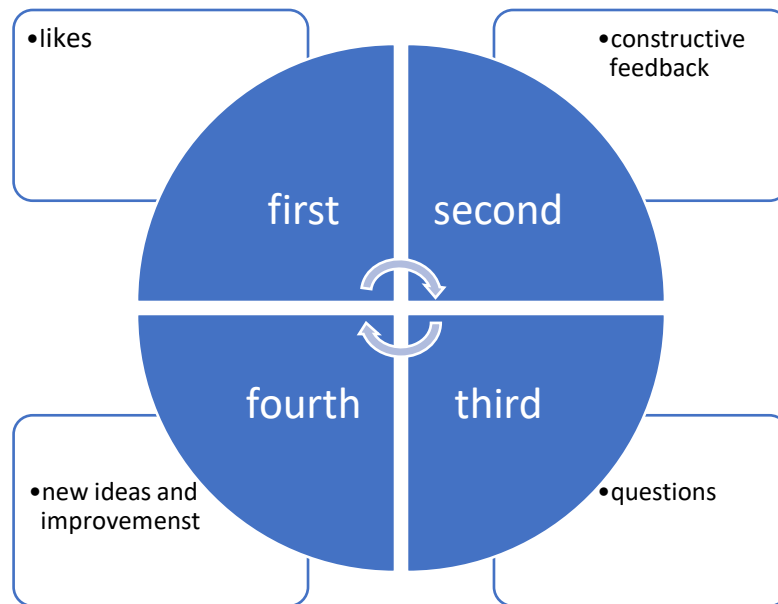 •likes
•constructive
feedback
first
second
fourth
third
•new ideas and
improvemenst
•questions